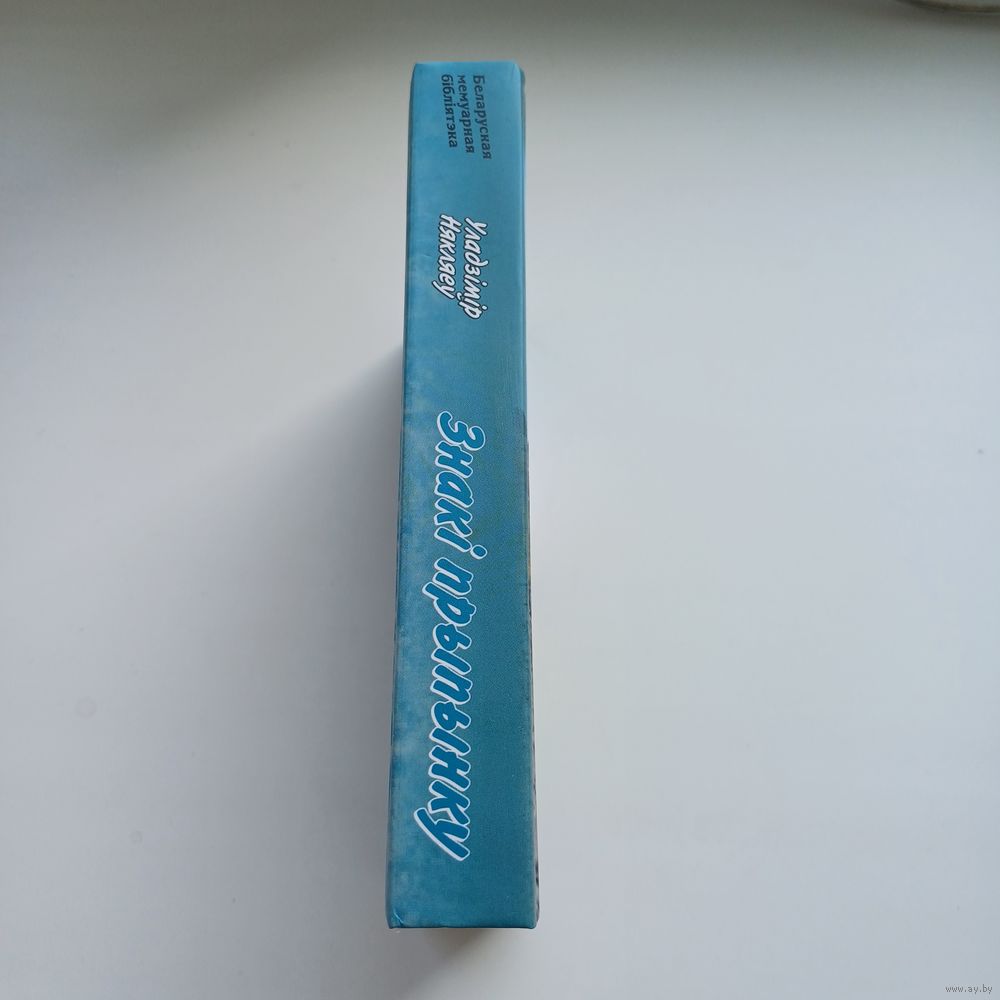 Беларуская
мемуарная
бібліятэка
Уладзімір
Някляеў
Знакі прыпынку
www.ay.by